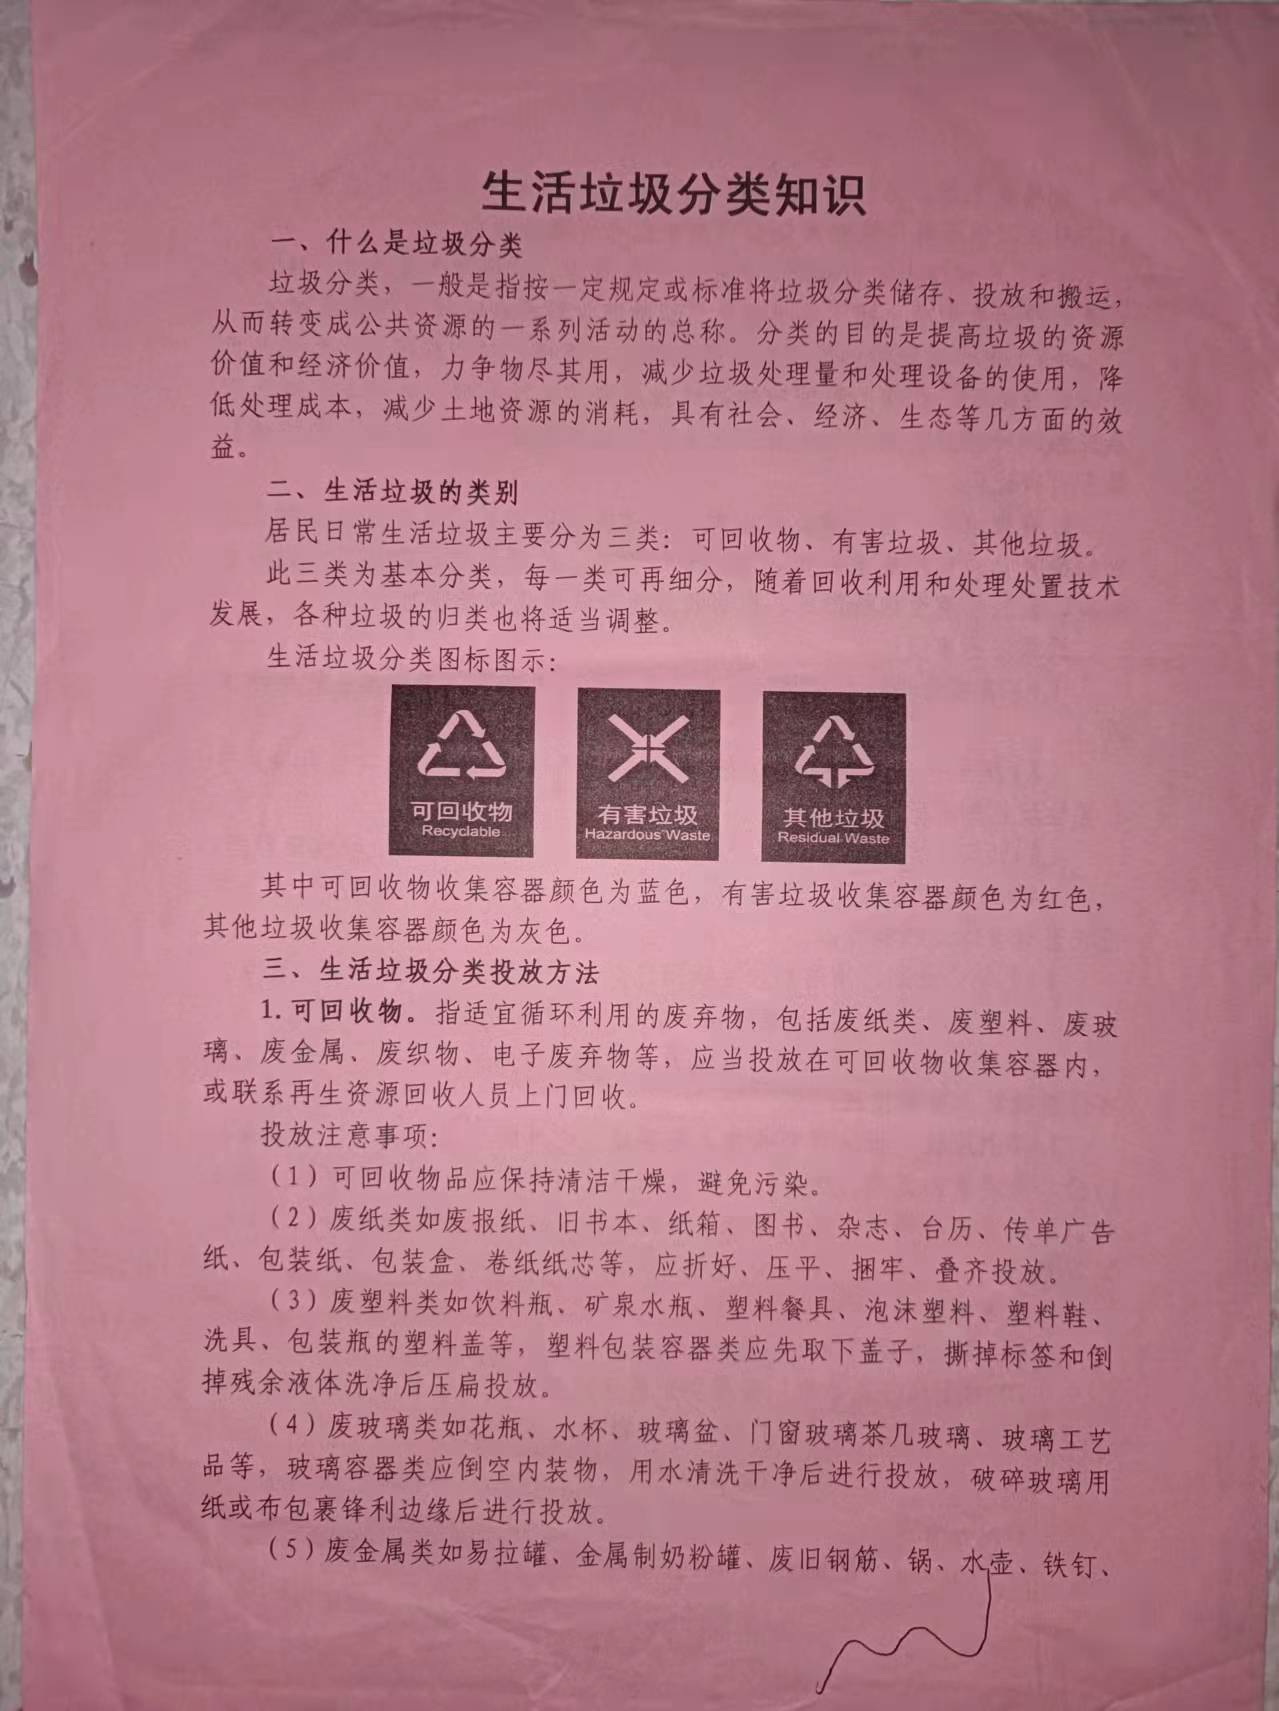 生活垃圾分类知识
一、什么是垃圾分类
垃圾分类，一般是指按一定规定或标准将垃圾分类储存、投放和搬运，
从而转变成公共资源的一系列活动的总称。分类的目的是提高垃圾的资源
价值和经济价值，力争物尽其用，减少垃圾处理量和处理设备的使用，降
低处理成本，减少土地资源的消耗，具有社会、经济、生态等几方面的效
益。
二、生活垃圾的类别
居民日常生活垃圾主要分为三类：可回收物、有害垃圾、其他垃圾。
此三类为基本分类，每一类可再细分，随着回收利用和处理处置技术
发展，各种垃圾的归类也将适当调整。
生活垃圾分类图标图示：
可回收物
Recyclable
有害垃圾
Hazardous Waste
其他垃圾
Residual Waste
其中可回收物收集容器颜色为蓝色，有害垃圾收集容器颜色为红色，
其他垃圾收集容器颜色为灰色。
三、生活垃圾分类投放方法
1.可回收物。指适宜循环利用的废弃物，包括废纸类、废塑料、废玻
璃、废金属、废织物、电子废弃物等，应当投放在可回收物收集容器内，
或联系再生资源回收人员上门回收。
投放注意事项：
（1）可回收物品应保持清洁干燥，避免污染。
（2）废纸类如废报纸、旧书本、纸箱、图书、杂志、台历、传单广告
纸、包装纸、包装盒、卷纸纸芯等，应折好、压平、捆牢、叠齐投放。
（3）废塑料类如饮料瓶、矿泉水瓶、塑料餐具、泡沫塑料、塑料鞋、
洗具、包装瓶的塑料盖等，塑料包装容器类应先取下盖子，撕掉标签和倒
掉残余液体洗净后压扁投放。
（4）废玻璃类如花瓶、水杯、玻璃盆、门窗玻璃茶几玻璃、玻璃工艺
品等，玻璃容器类应倒空内装物，用水清洗干净后进行投放，破碎玻璃用
纸或布包裹锋利边缘后进行投放。
（5）废金属类如易拉罐、金属制奶粉罐、废旧钢筋、锅、水壶、铁钉、